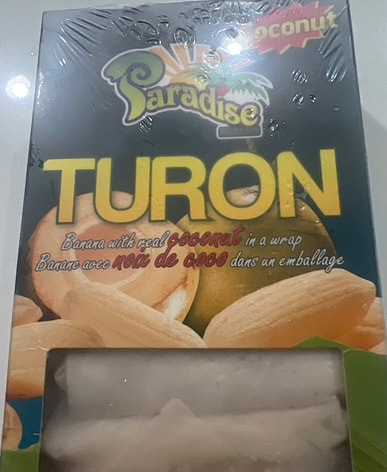 coconut
Paradise
TURON
Banana with real coconut in a wrap
Banane avec noix de coco dans un emballage